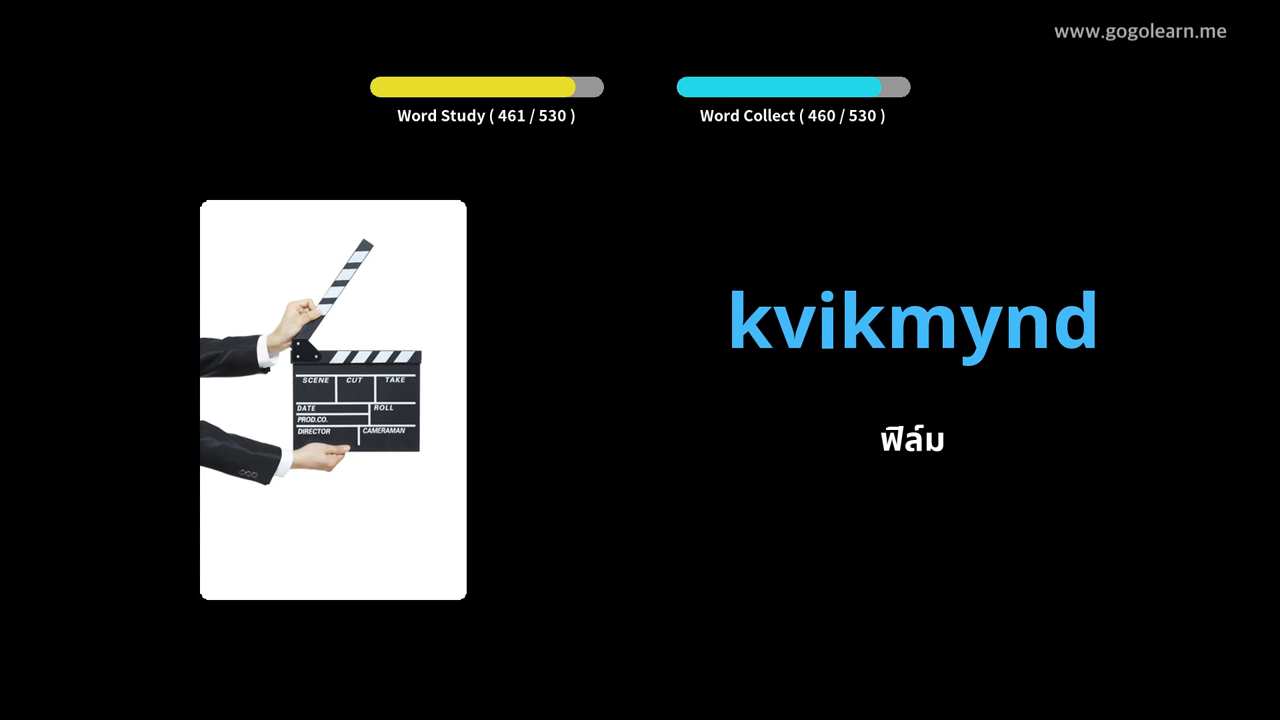 www.gogolearn.me
Word Study ( 461 / 530 )
Word Collect ( 460 / 530 )
SCENE CUT TAKE
DATE ROLL
PROD.CO.
DIRECTOR CAMERAMAN
kvikmynd
ฟิล์ม